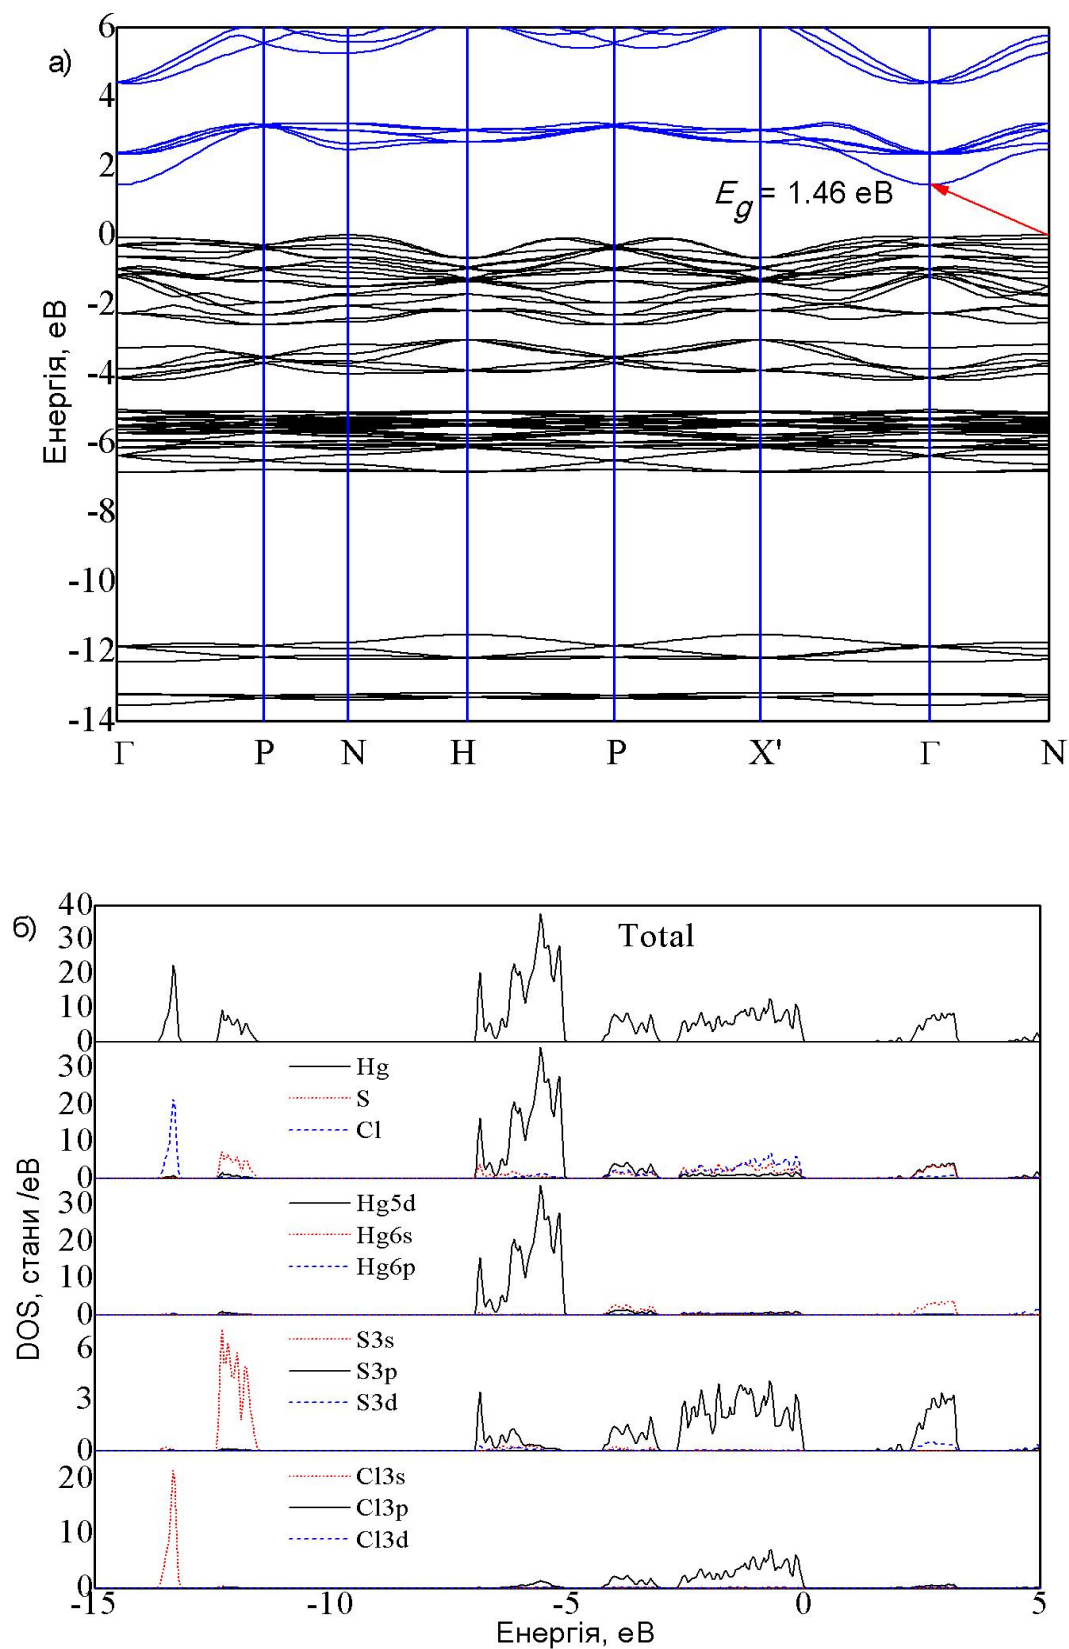 а)
6
4
2
0
-2
-4
-6
-8
-10
-12
-14
Енергія, еВ
E_g = 1.46 еВ
Γ P N H P X' Γ N
б)
Total
40
30
20
10
0
Hg
S
Cl
30
20
10
0
Hg5d
Hg6s
Hg6p
30
20
10
0
S3s
S3p
S3d
6
3
0
Cl3s
Cl3p
Cl3d
20
10
0
DOS, стани /еВ
-15 -10 -5 0 5
Енергія, еВ